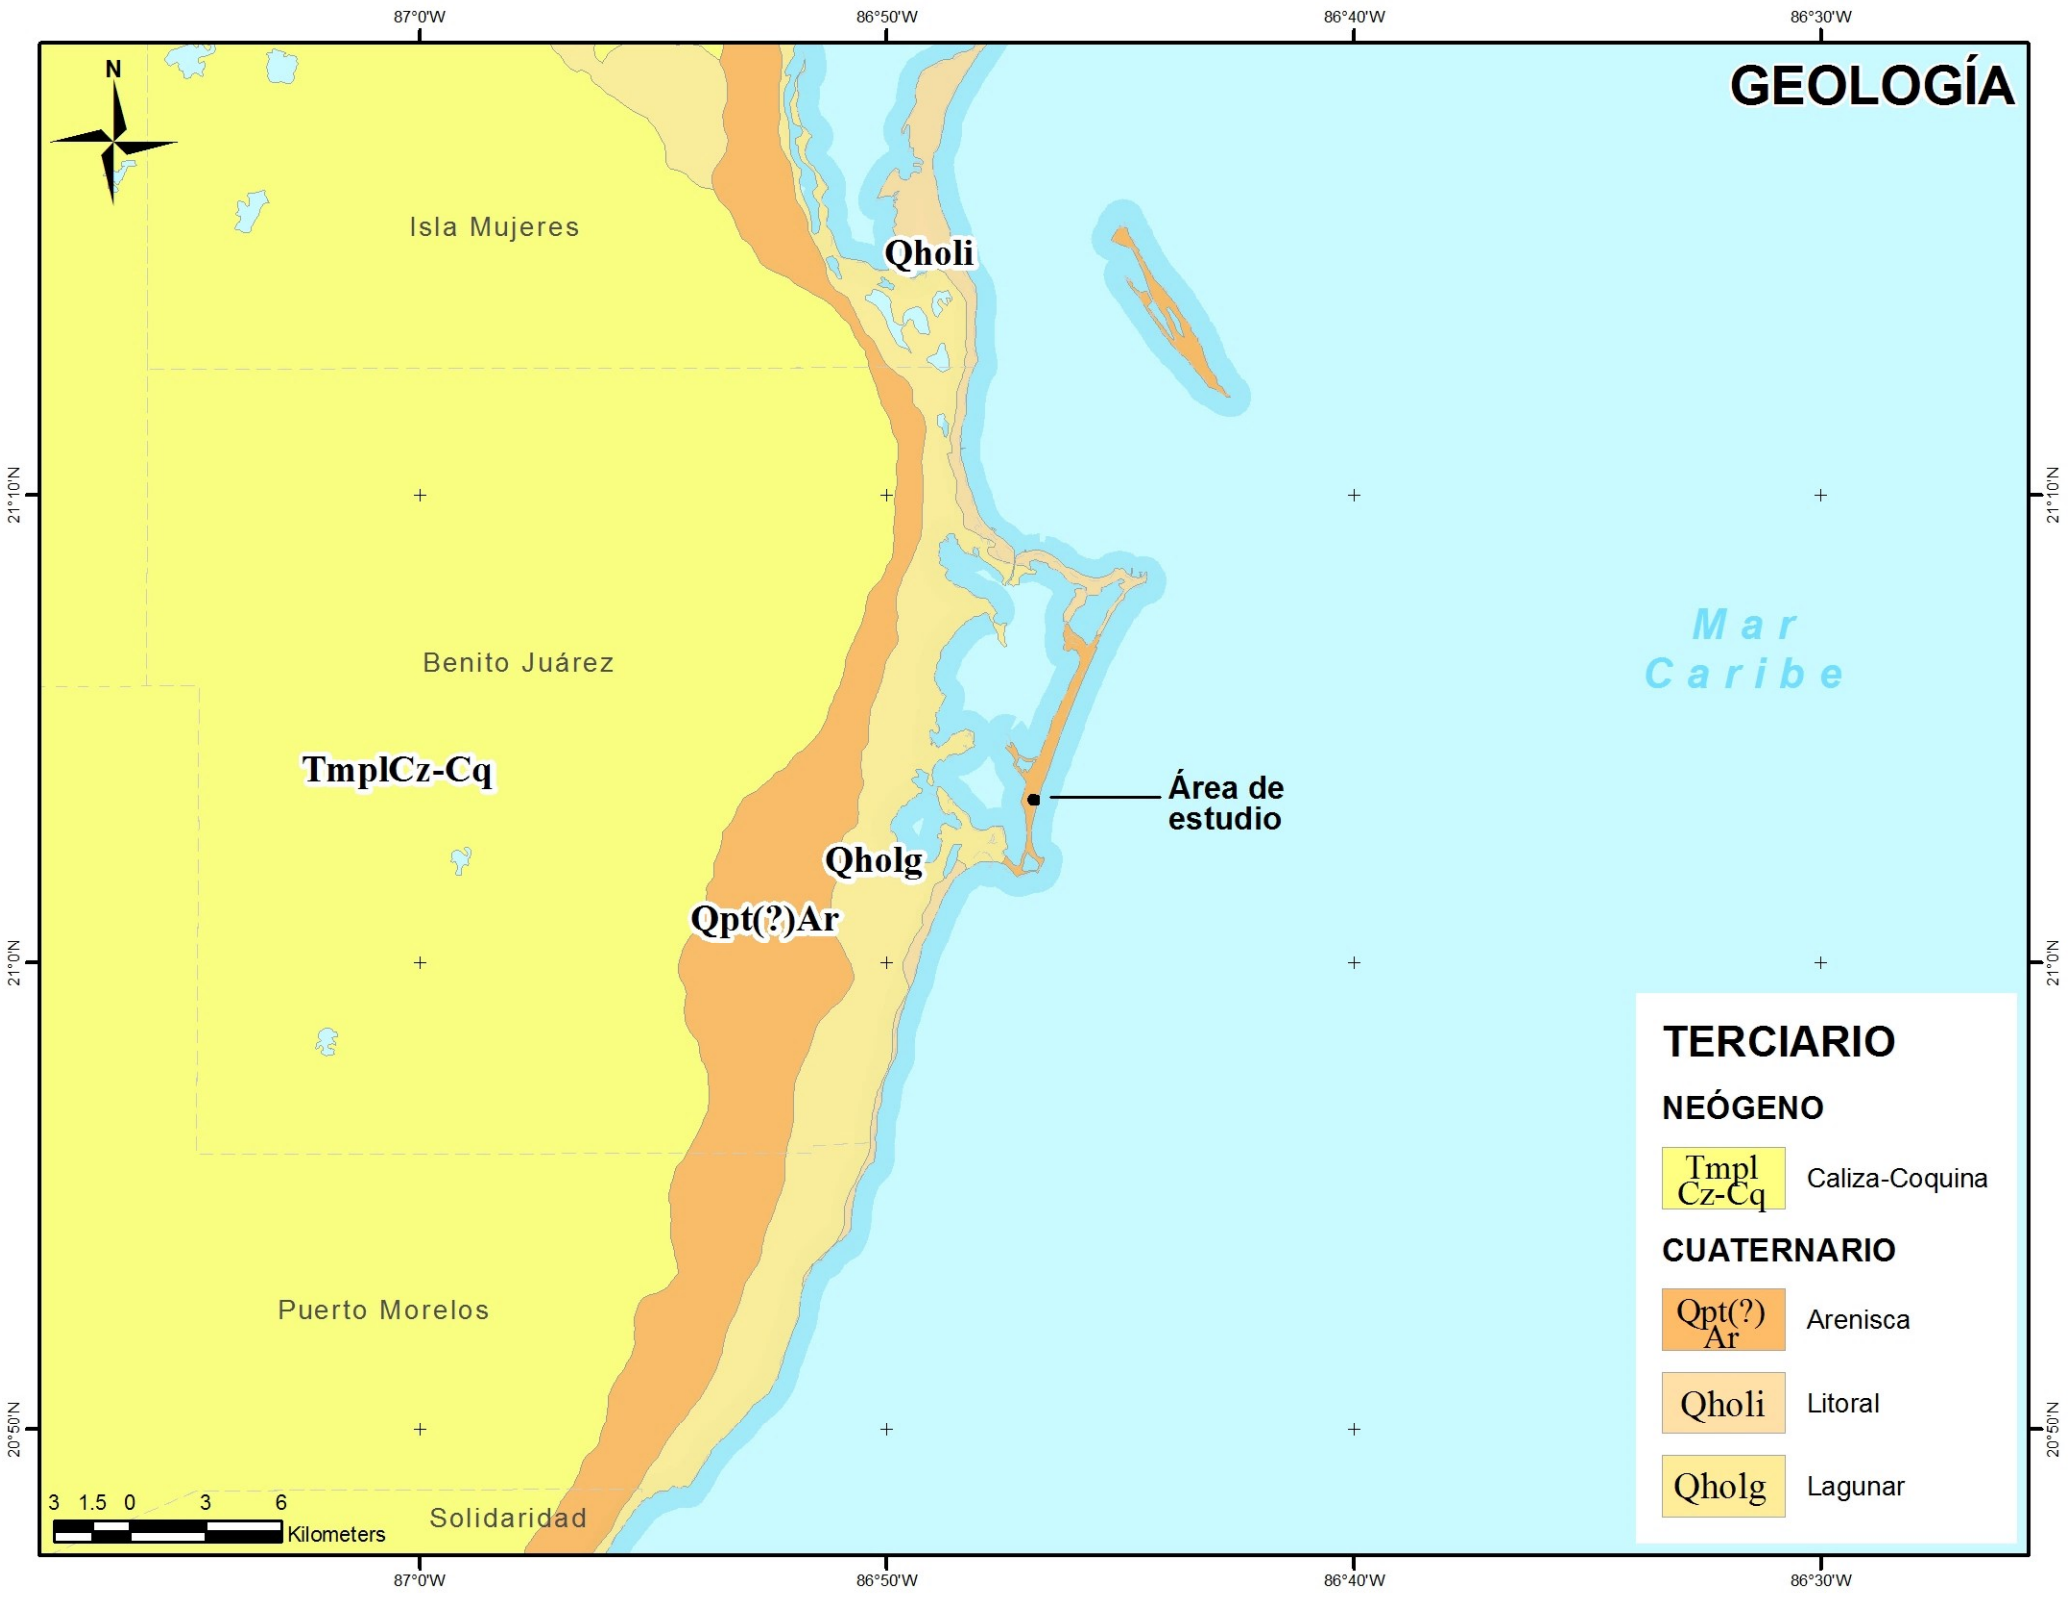 87°0'W 86°50'W 86°40'W 86°30'W
GEOLOGÍA
N
Isla Mujeres
Qholi
21°10'N 21°10'N
Mar
Caribe
Benito Juárez
TmplCz-Cq
Área de
estudio
Qholg
Qpt(?)Ar
21°0'N 21°0'N
TERCIARIO
NEÓGENO
Tmpl
Cz-Cq
Caliza-Coquina
CUATERNARIO
Qpt(?)
Ar
Arenisca
Qholi Litoral
Qholg Lagunar
Puerto Morelos
20°50'N 20°50'N
3 1.5 0 3 6
Kilometers
Solidaridad
87°0'W 86°50'W 86°40'W 86°30'W